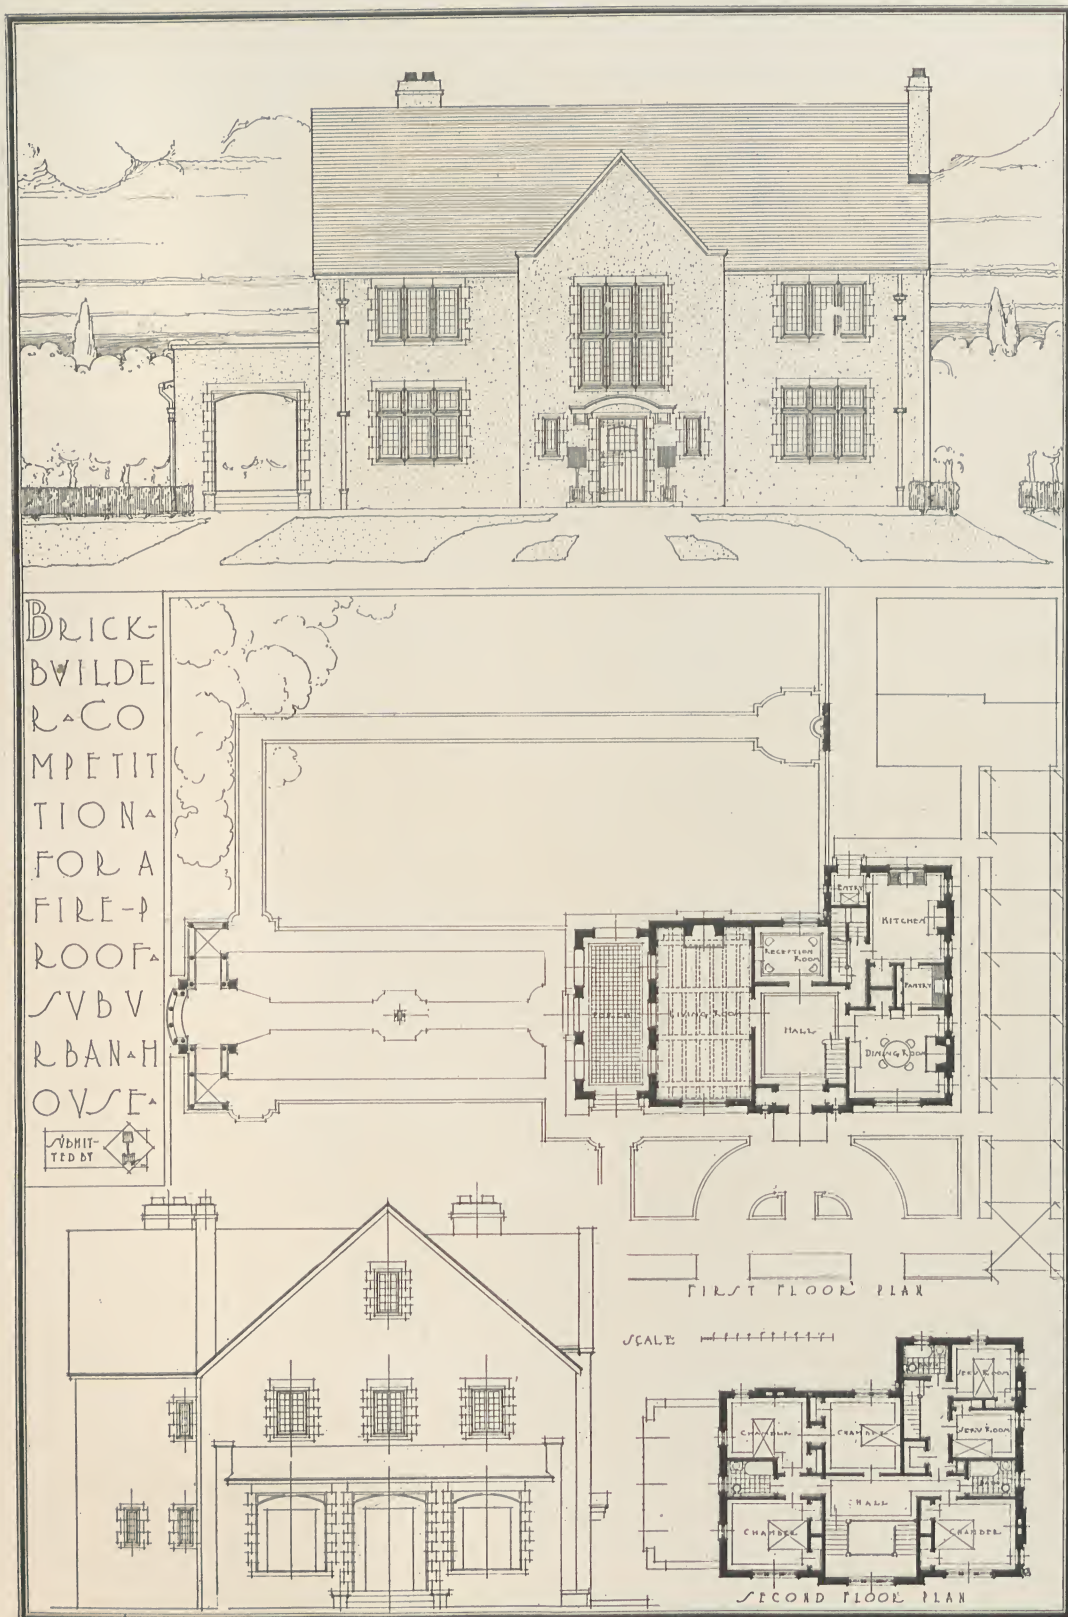 BRICK-
BVILDE
R▵CO
MPETIT
TION▵
FOR A
FIRE-P
ROOF▵
SVBV
RBAN▵H
OVSE▵
SVBMIT-
TED BY
ENTRY
KITCHEN
RECEPTION
ROOM
PANTRY
PORCH
LIVING ROOM
HALL
DINING ROOM
FIRST FLOOR PLAN
SCALE
BATH
SERV ROOM
CHAMBER
CHAMBER
SERV ROOM
BATH
HALL
CHAMBER
CHAMBER
SECOND FLOOR PLAN